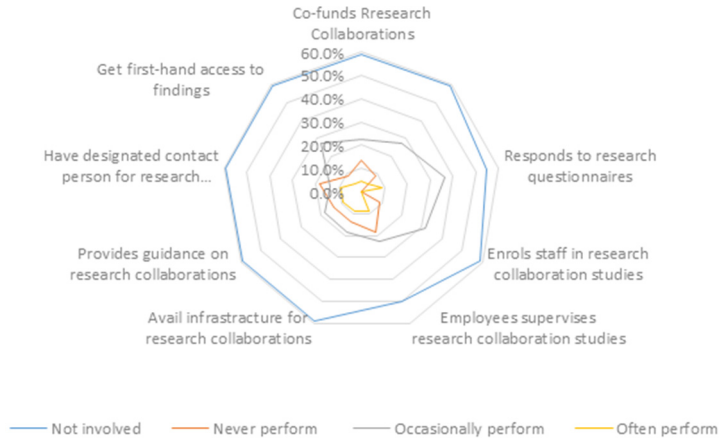 Co-funds Rresearch
Collaborations
60.0%
50.0%
40.0%
30.0%
20.0%
10.0%
0.0%
Get first-hand access to
findings
Have designated contact
person for research...
Responds to research
questionnaires
Provides guidance on
research collaborations
Enrols staff in research
collaboration studies
Avail infrastracture for
research collaborations
Employees supervises
research collaboration studies
Not involved
Never perform
Occasionally perform
Often perform